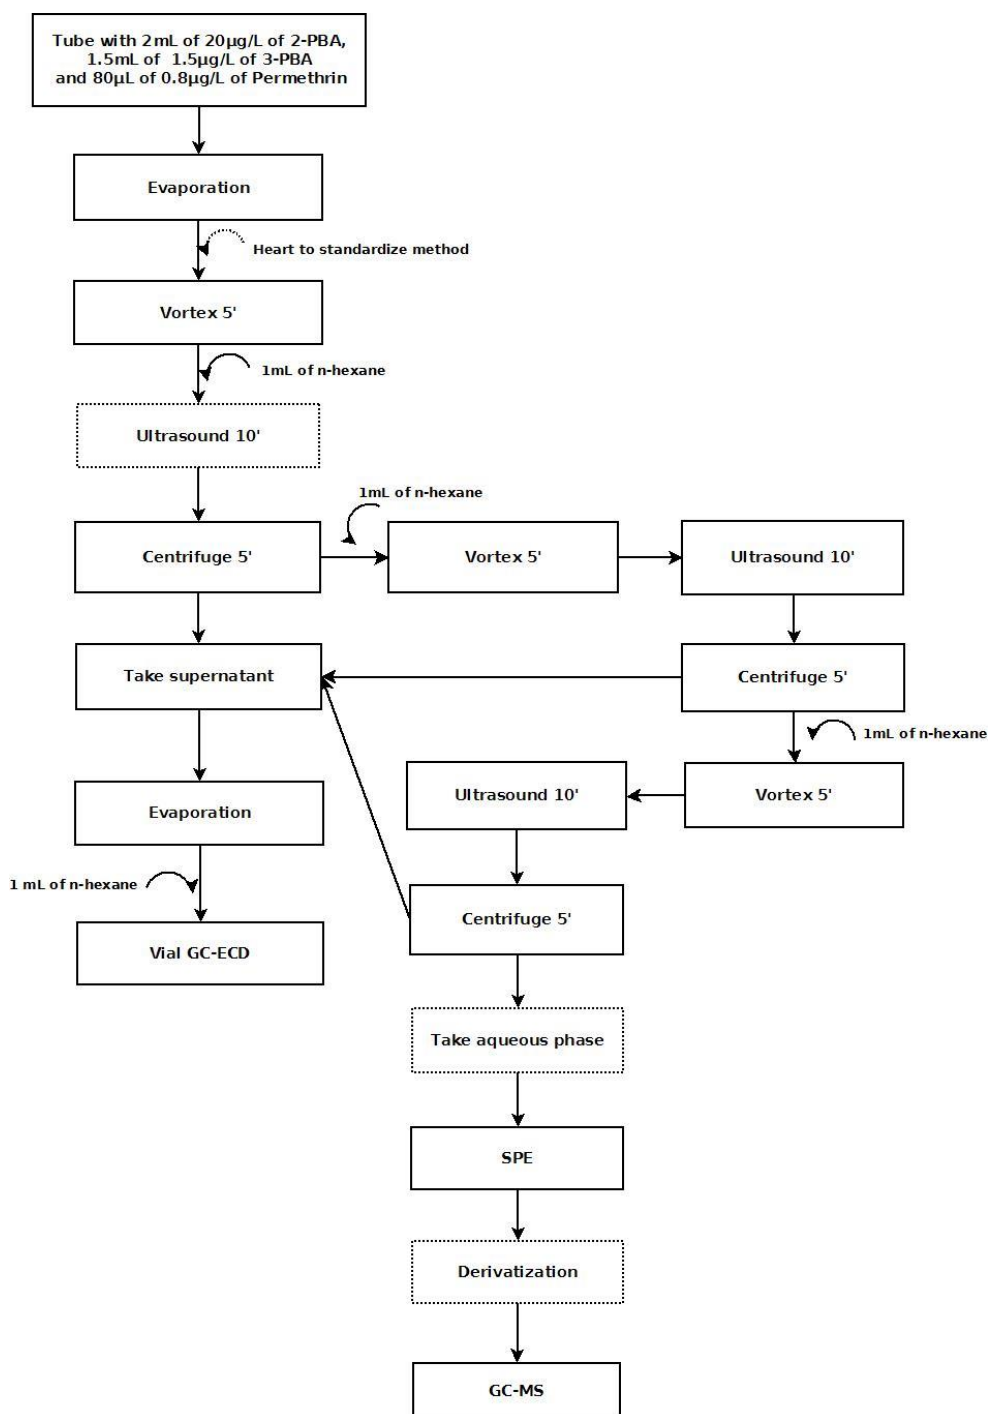 Tube with 2mL of 20µg/L of 2-PBA,
1.5mL of 1.5µg/L of 3-PBA
and 80µL of 0.8µg/L of Permethrin
Evaporation
Heart to standardize method
Vortex 5'
1mL of n-hexane
Ultrasound 10'
1mL of n-hexane
Centrifuge 5'
Vortex 5'
Ultrasound 10'
Take supernatant
Centrifuge 5'
1mL of n-hexane
Ultrasound 10'
Vortex 5'
Evaporation
1 mL of n-hexane
Centrifuge 5'
Vial GC-ECD
Take aqueous phase
SPE
Derivatization
GC-MS